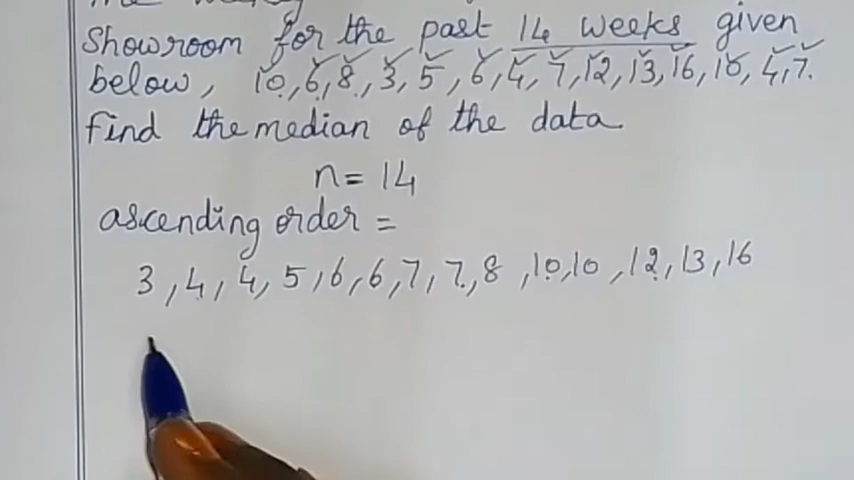 Showroom for the past 14 weeks given
below, 10, 6, 8, 3, 5, 6, 4, 7, 12, 13, 16, 10, 4, 7.
Find the median of the data.
n = 14
ascending order =
3, 4, 4, 5, 6, 6, 7, 7, 8, 10, 10, 12, 13, 16